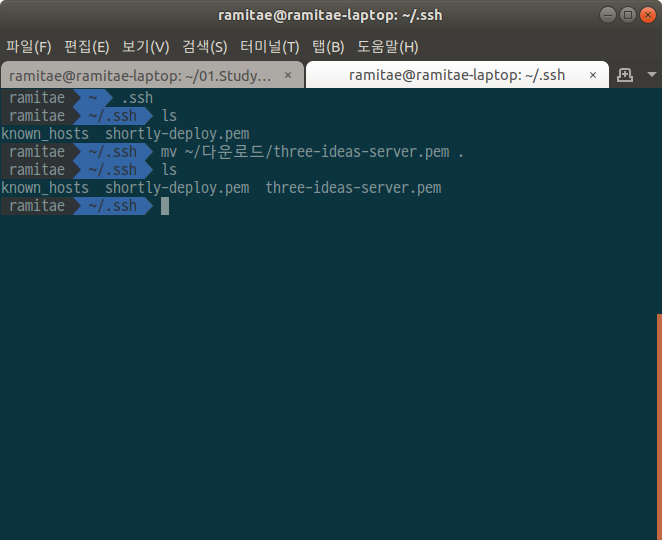 ramitae@ramitae-laptop: ~/.ssh
파일(F) 편집(E) 보기(V) 검색(S) 터미널(T) 탭(B) 도움말(H)
ramitae@ramitae-laptop: ~/01.Study… × ramitae@ramitae-laptop: ~/.ssh ×
ramitae ~ .ssh
ramitae ~/.ssh ls
known_hosts shortly-deploy.pem
ramitae ~/.ssh mv ~/다운로드/three-ideas-server.pem .
ramitae ~/.ssh ls
known_hosts shortly-deploy.pem three-ideas-server.pem
ramitae ~/.ssh